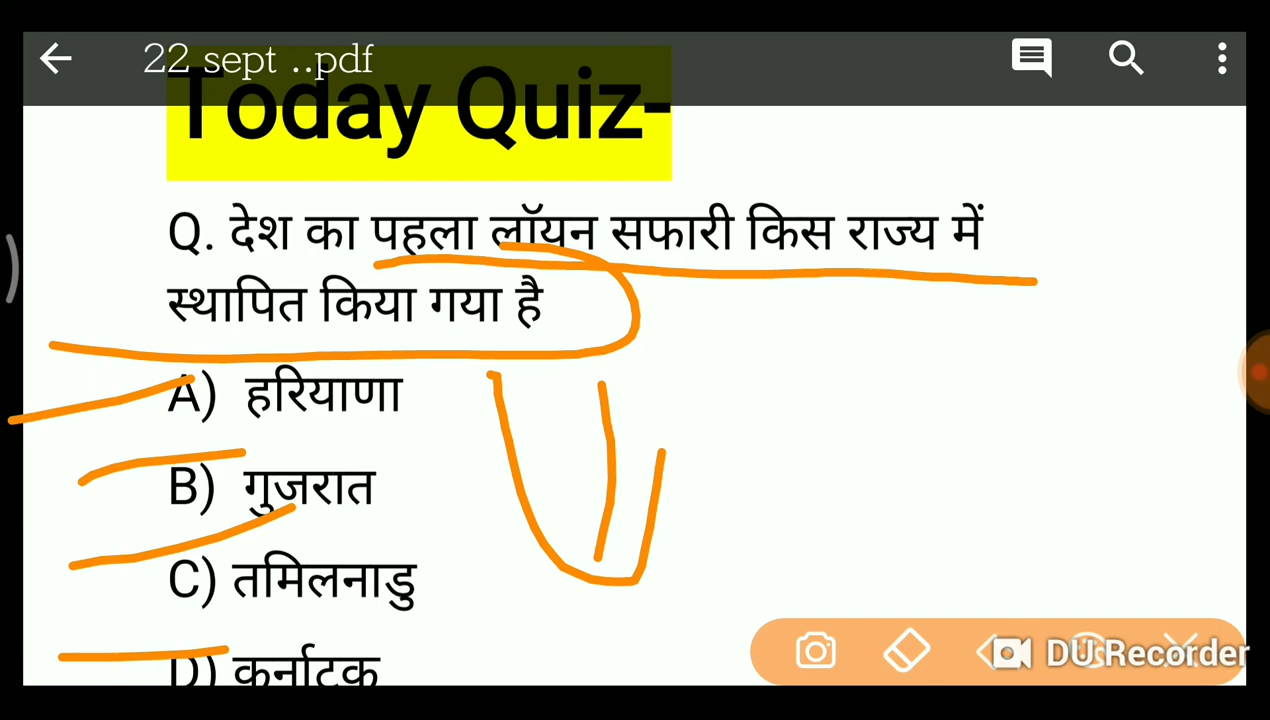 22 sept ..pdf
Today Quiz-
Q. देश का पहला लॉयन सफारी किस राज्य में
स्थापित किया गया है
A) हरियाणा
B) गुजरात
C) तमिलनाडु
D) कर्नाटक
DU Recorder